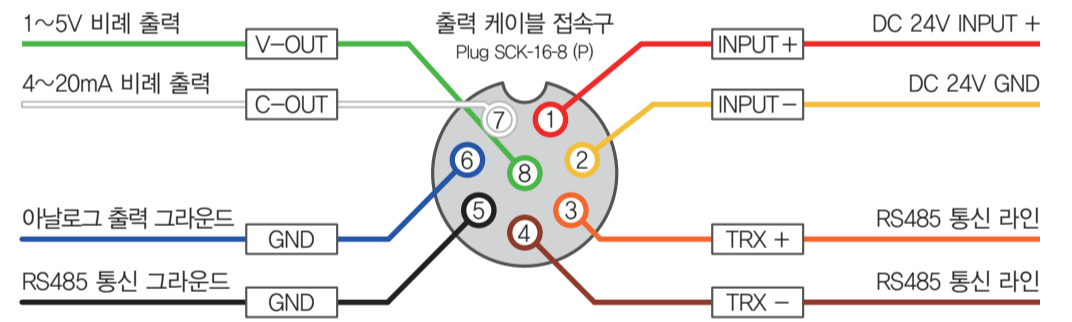 1～5V 비례 출력
V-OUT
4～20mA 비례 출력
C-OUT
아날로그 출력 그라운드
GND
RS485 통신 그라운드
GND
출력 케이블 접속구
Plug SCK-16-8 (P)
7
1
6
2
8
5
3
4
DC 24V INPUT +
INPUT+
DC 24V GND
INPUT-
RS485 통신 라인
TRX +
RS485 통신 라인
TRX -